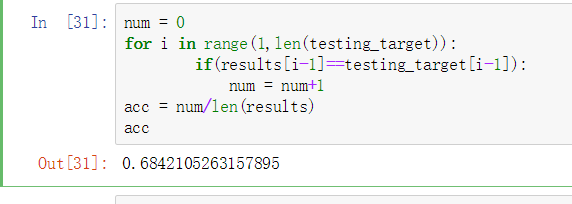 In [31]: num = 0
for i in range(1,len(testing_target)):
if(results[i-1]==testing_target[i-1]):
num = num+1
acc = num/len(results)
acc
Out[31]: 0.6842105263157895